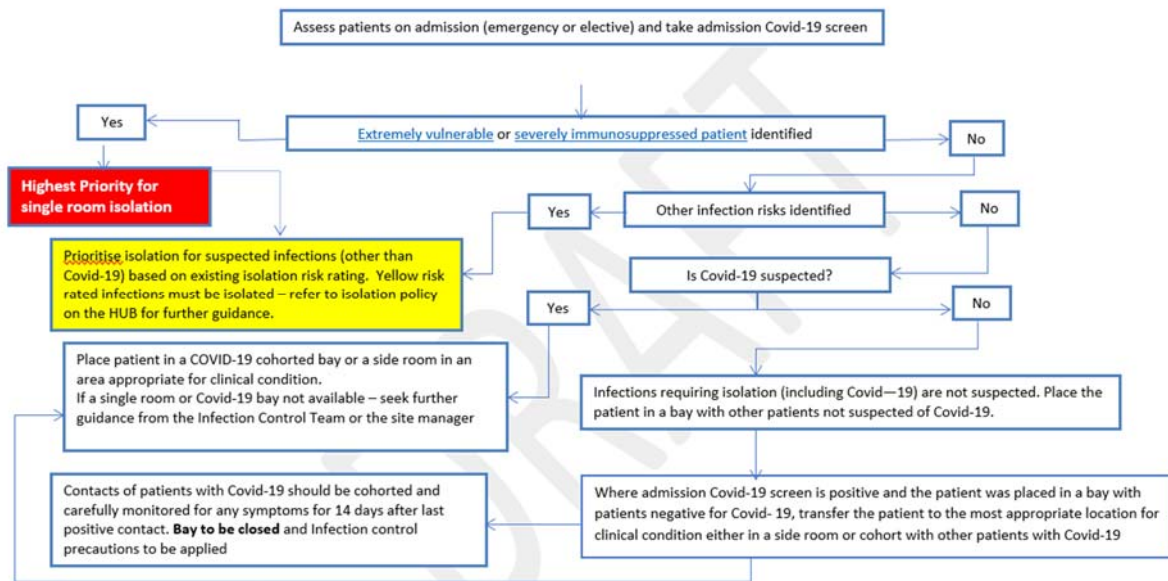 Assess patients on admission (emergency or elective) and take admission Covid-19 screen
Yes
Extremely vulnerable or severely immunosuppressed patient identified
No
Highest Priority for
single room isolation
Yes
Other infection risks identified
No
Prioritise isolation for suspected infections (other than
Covid-19) based on existing isolation risk rating. Yellow risk
rated infections must be isolated – refer to isolation policy
on the HUB for further guidance.
Is Covid-19 suspected?
Yes
No
Place patient in a COVID-19 cohorted bay or a side room in an
area appropriate for clinical condition.
If a single room or Covid-19 bay not available – seek further
guidance from the Infection Control Team or the site manager
Infections requiring isolation (including Covid—19) are not suspected. Place the
patient in a bay with other patients not suspected of Covid-19.
Contacts of patients with Covid-19 should be cohorted and
carefully monitored for any symptoms for 14 days after last
positive contact. Bay to be closed and Infection control
precautions to be applied
Where admission Covid-19 screen is positive and the patient was placed in a bay with
patients negative for Covid- 19, transfer the patient to the most appropriate location for
clinical condition either in a side room or cohort with other patients with Covid-19
DRAFT